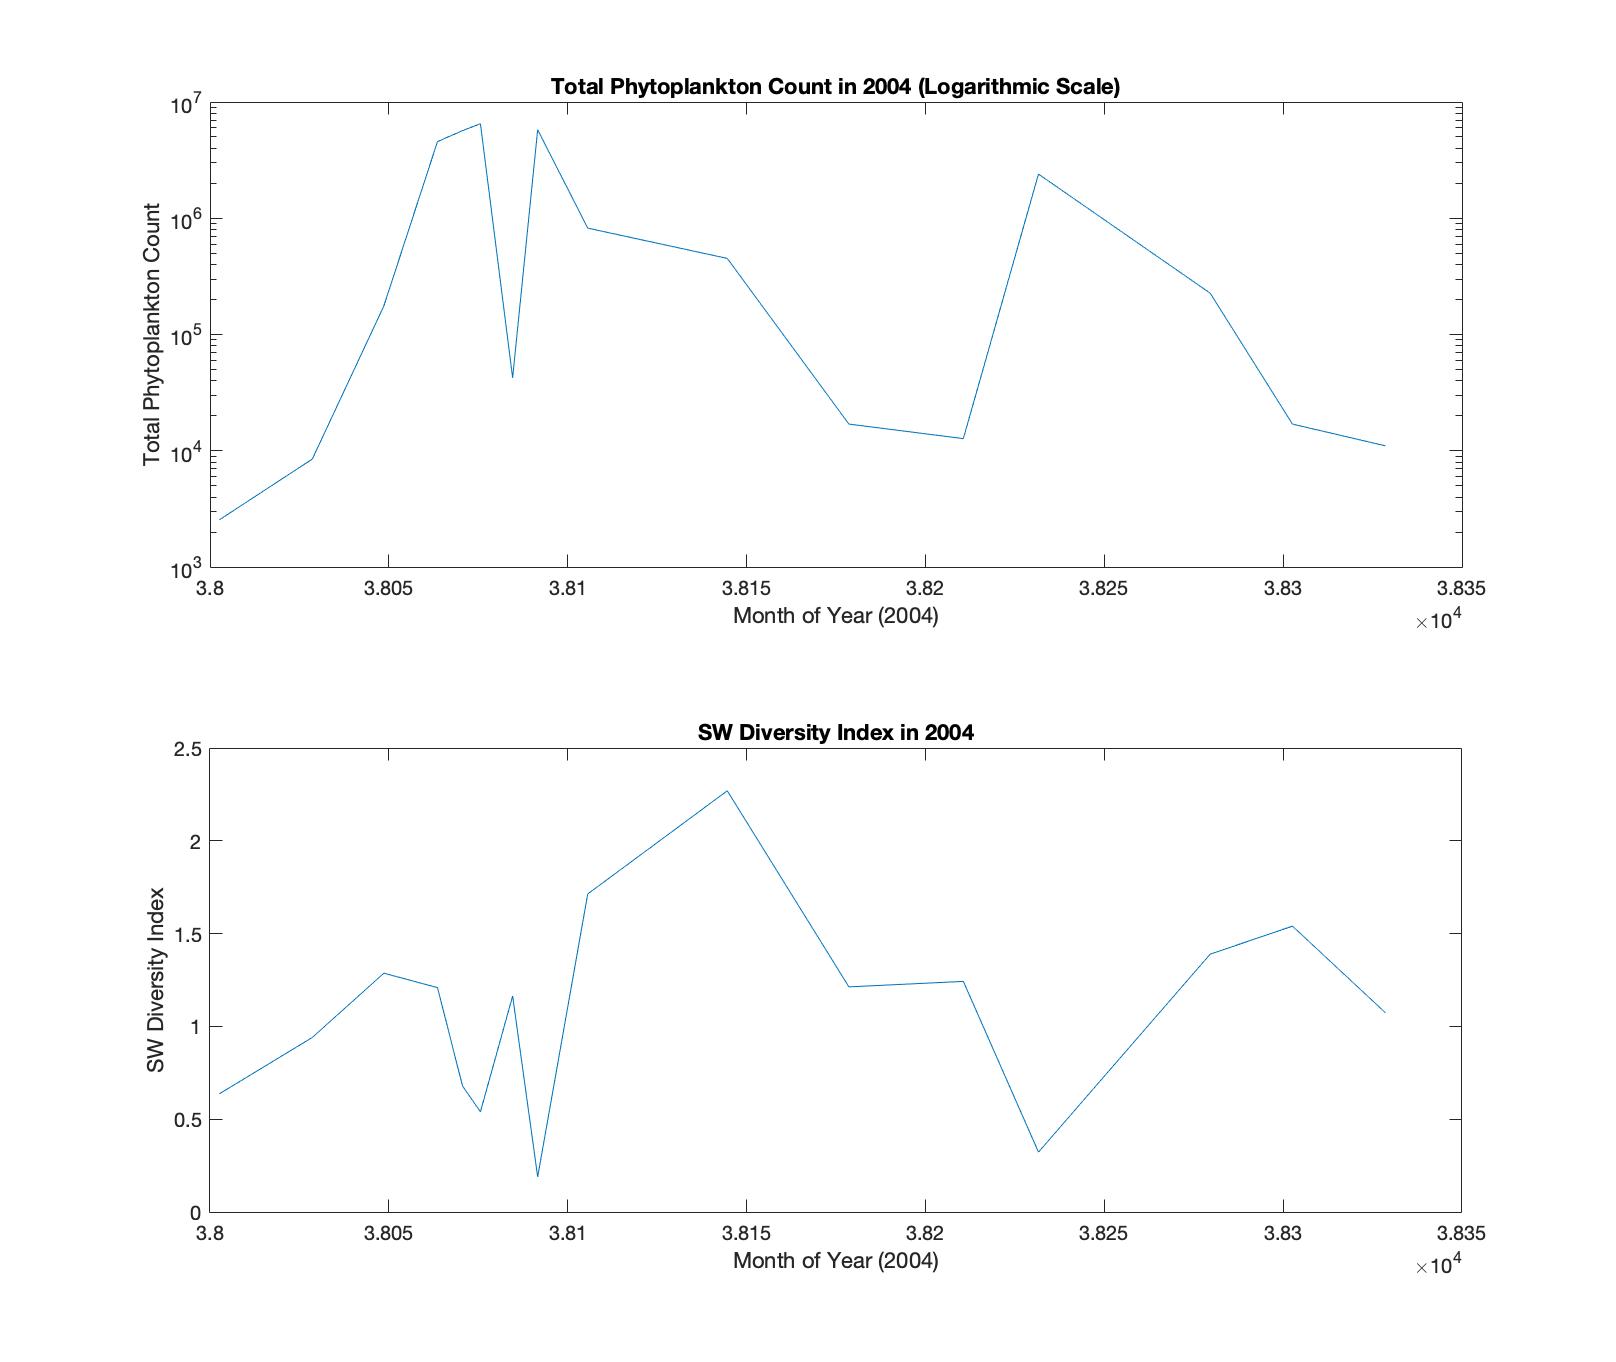 Total Phytoplankton Count in 2004 (Logarithmic Scale)
Total Phytoplankton Count
10^7
10^6
10^5
10^4
10^3
3.8 3.805 3.81 3.815 3.82 3.825 3.83 3.835
Month of Year (2004)
×10^4
SW Diversity Index in 2004
SW Diversity Index
2.5
2
1.5
1
0.5
0
3.8 3.805 3.81 3.815 3.82 3.825 3.83 3.835
Month of Year (2004)
×10^4